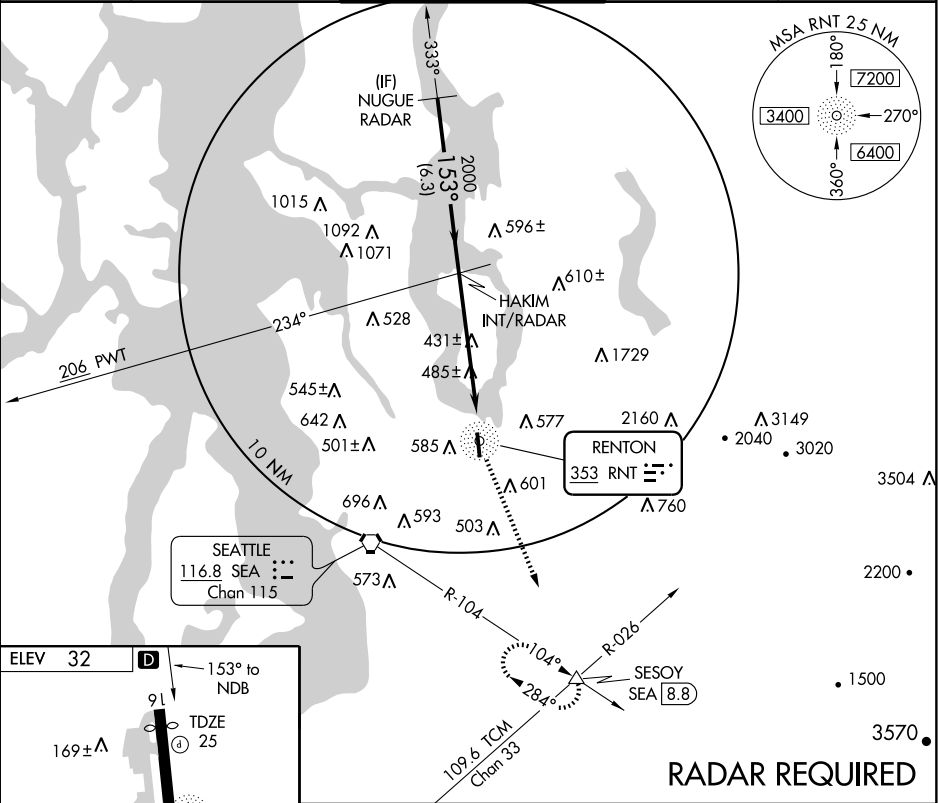 MSA RNT 25 NM
180°
7200
3400
270°
6400
360°
333°
(IF)
NUGUE
RADAR
2000
153°
(6.3)
1015
1092
1071
596±
610±
HAKIM
INT/RADAR
528
234°
206 PWT
431±
485±
1729
545±
642
501±
585
577
2160
3149
2040
3020
RENTON
353 RNT
10 NM
601
3504
760
696
593
503
SEATTLE
116.8 SEA
Chan 115
573
2200
R-104
R-026
104°
284°
SESOY
SEA 8.8
1500
109.6 TCM
Chan 33
3570
RADAR REQUIRED
ELEV 32
D
153° to
NDB
16
TDZE
25
P
169±